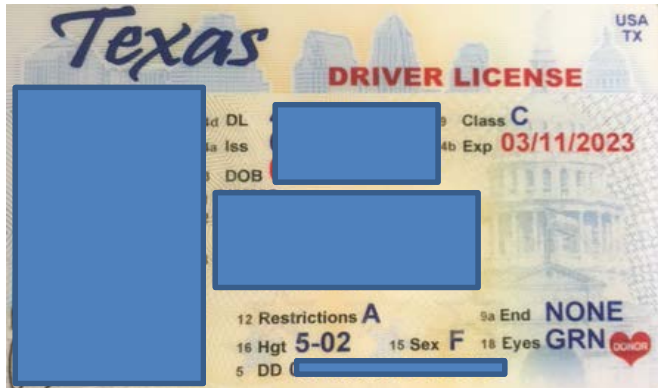 Texas
USA
TX
DRIVER LICENSE
4d DL
9 Class C
4a Iss
4b Exp 03/11/2023
DOB
12 Restrictions A
9a End NONE
16 Hgt 5-02 15 Sex F 18 Eyes GRN DONOR
5 DD